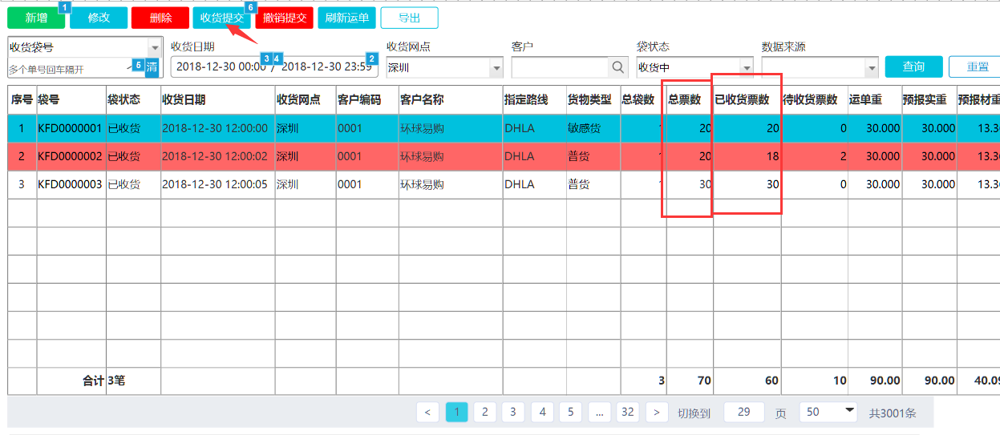 新增 1 修改 删除 收货提交 6 撤销提交 刷新运单 导出
收货袋号 收货日期 收货网点 客户 袋状态 数据来源
多个单号回车隔开 5 清 2018-12-30 00:00 3 4 / 2018-12-30 23:59 2 深圳 收货中 查询 重置
序号 袋号 袋状态 收货日期 收货网点 客户编码 客户名称 指定路线 货物类型 总袋数 总票数 已收货票数 待收货票数 运单重 预报实重 预报材重
1 KFD0000001 已收货 2018-12-30 12:00:00 深圳 0001 环球易购 DHLA 敏感货 1 20 20 0 30.000 30.000 13.3
2 KFD0000002 已收货 2018-12-30 12:00:02 深圳 0001 环球易购 DHLA 普货 1 20 18 2 30.000 30.000 13.3
3 KFD0000003 已收货 2018-12-30 12:00:05 深圳 0001 环球易购 DHLA 普货 1 30 30 0 30.000 30.000 13.3
合计 3笔 3 70 60 10 90.00 90.00 40.0
< 1 2 3 4 5 ... 32 > 切换到 29 页 50 共3001条